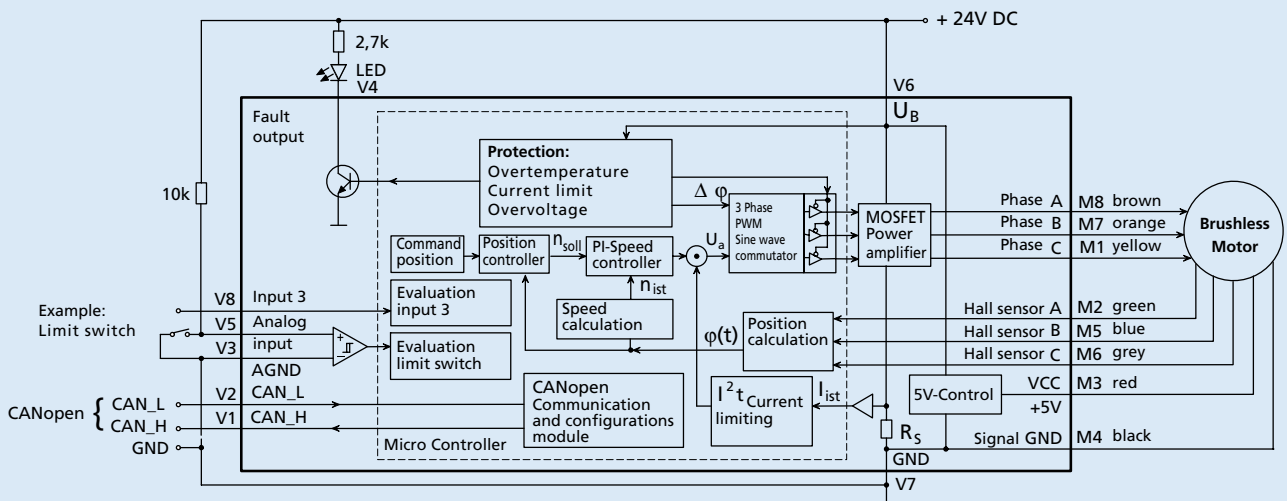 + 24V DC
2,7k
LED
V4
V6
Fault
output
U_B
10k
Protection:
Overtemperature
Current limit
Overvoltage
Δ φ
3 Phase
PWM
Sine wave
commutator
MOSFET
Power
amplifier
Phase A M8 brown
Phase B M7 orange
Phase C M1 yellow
Brushless
Motor
Command
position
Position
controller
n_soll
PI-Speed
controller
U_a
n_ist
Example:
Limit switch
V8 Input 3
V5 Analog
input
V3
AGND
Evaluation
input 3
Evaluation
limit switch
Speed
calculation
φ(t)
Position
calculation
Hall sensor A M2 green
Hall sensor B M5 blue
Hall sensor C M6 grey
CANopen {
CAN_L V2 CAN_L
CAN_H V1 CAN_H
GND
CANopen
Communication
and configurations
module
Micro Controller
I²t Current
limiting
I_ist
R_S
5V-Control
VCC M3 red
+5V
Signal GND M4 black
GND
V7